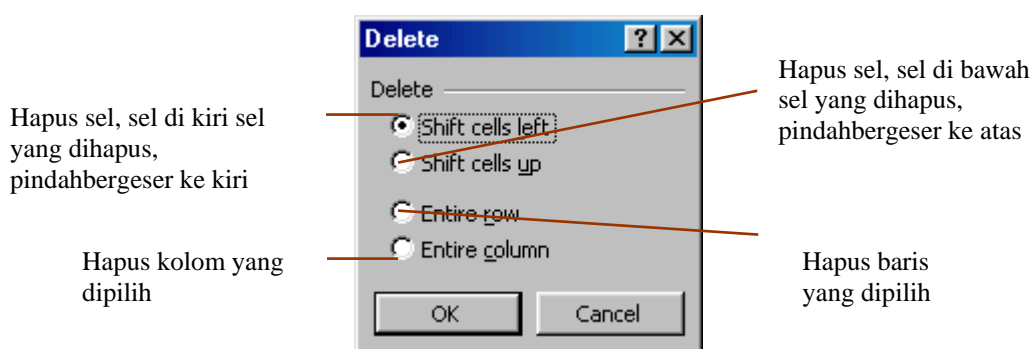 Delete
Delete
Hapus sel, sel di kiri sel
yang dihapus,
pindahbergeser ke kiri
Hapus sel, sel di bawah
sel yang dihapus,
pindahbergeser ke atas
Shift cells left
Shift cells up
Entire row
Entire column
Hapus kolom yang
dipilih
Hapus baris
yang dipilih
OK
Cancel